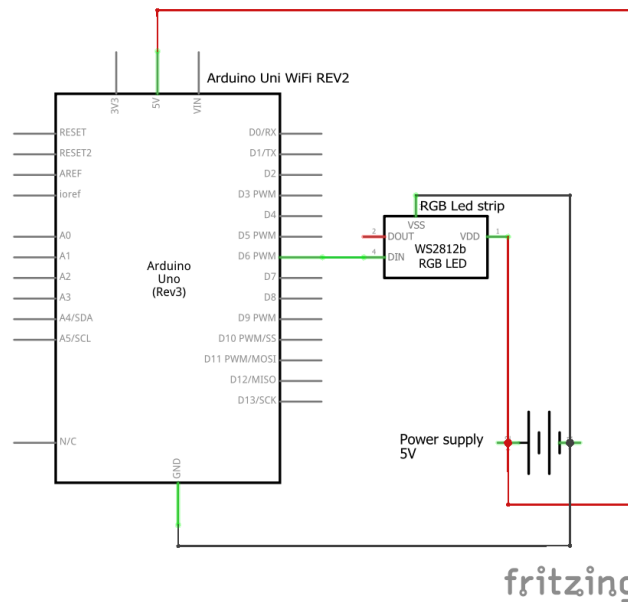 Arduino Uni WiFi REV2
3V3
5V
VIN
RESET
RESET2
AREF
ioref
A0
A1
A2
A3
A4/SDA
A5/SCL
N/C
D0/RX
D1/TX
D2
D3 PWM
D4
D5 PWM
D6 PWM
D7
D8
D9 PWM
D10 PWM/SS
D11 PWM/MOSI
D12/MISO
D13/SCK
Arduino
Uno
(Rev3)
GND
RGB Led strip
VSS
2
DOUT
VDD
1
4
DIN
WS2812b
RGB LED
Power supply
5V
fritzing